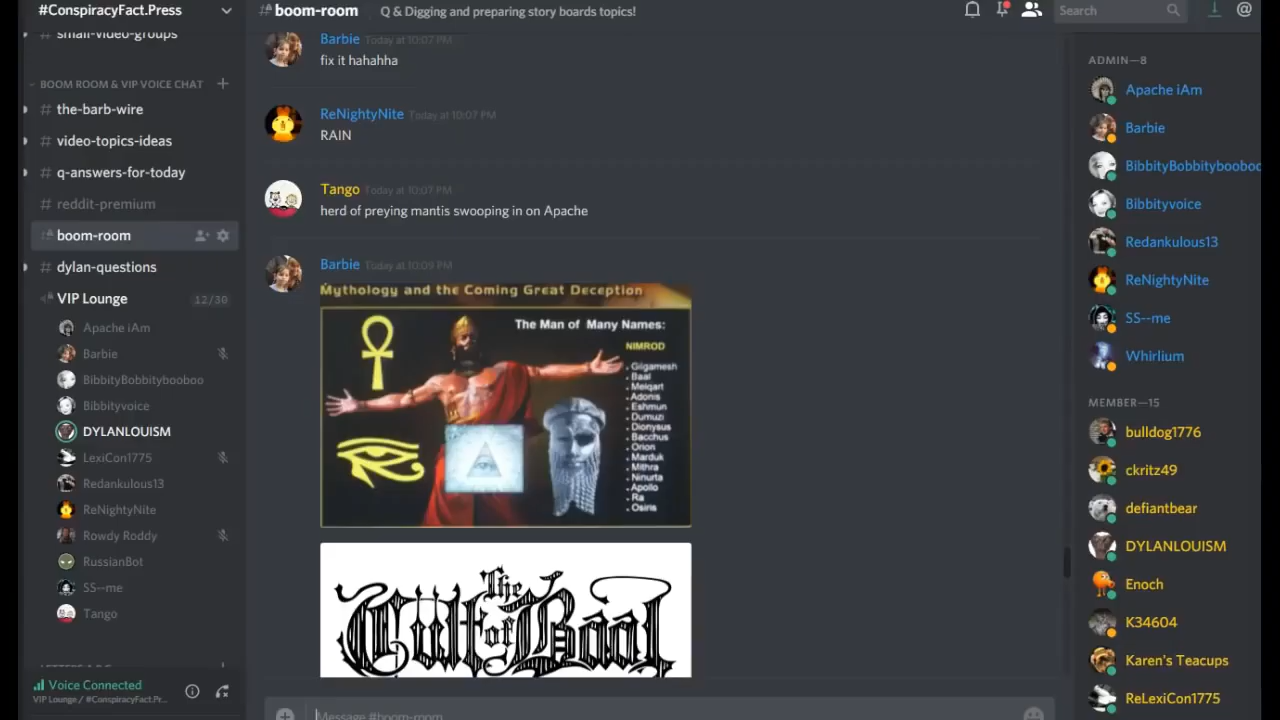 #ConspiracyFact.Press
small-video-groups
BOOM ROOM & VIP VOICE CHAT
# the-barb-wire
# video-topics-ideas
# q-answers-for-today
# reddit-premium
boom-room
# dylan-questions
VIP Lounge 12/30
Apache iAm
Barbie
BibbityBobbitybooboo
Bibbityvoice
DYLANLOUISM
LexiCon1775
Redankulous13
ReNightyNite
Rowdy Roddy
RussianBot
SS--me
Tango
Voice Connected
VIP Lounge / #ConspiracyFact.Pr...
#boom-room Q & Digging and preparing story boards topics!
Search
Barbie Today at 10:07 PM
fix it hahahha
ReNightyNite Today at 10:07 PM
RAIN
Tango Today at 10:07 PM
herd of preying mantis swooping in on Apache
Barbie Today at 10:09 PM
Mythology and the Coming Great Deception
The Man of Many Names:
NIMROD
. Gilgamesh
. Baal
. Melqart
. Adonis
. Eshmun
. Dumuzi
. Dionysus
. Bacchus
. Orion
. Marduk
. Mithra
. Ninurta
. Apollo
. Ra
. Osiris
The
Cult of Baal
Message #boom-room
ADMIN—8
Apache iAm
Barbie
BibbityBobbityboobo
Bibbityvoice
Redankulous13
ReNightyNite
SS--me
Whirlium
MEMBER—15
bulldog1776
ckritz49
defiantbear
DYLANLOUISM
Enoch
K34604
Karen's Teacups
ReLexiCon1775